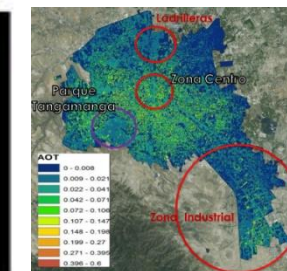 Ladrilleras
Zona Centro
Parque
Tangamanga
Zona Industrial
AOT
0 - 0.008
0.009 - 0.021
0.022 - 0.041
0.042 - 0.071
0.072 - 0.106
0.107 - 0.147
0.148 - 0.198
0.199 - 0.27
0.271 - 0.395
0.396 - 0.6